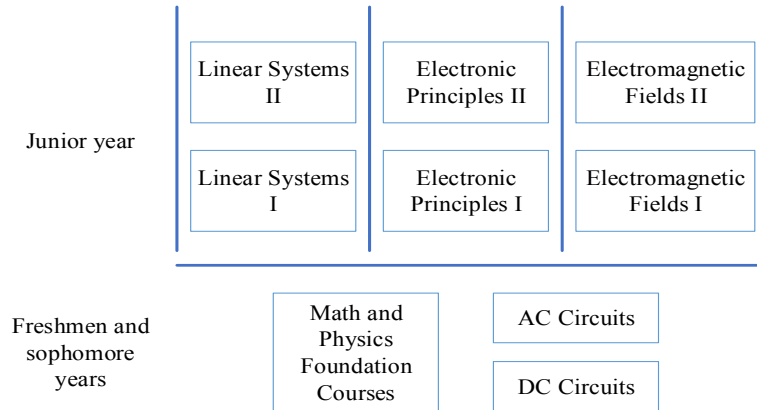 Junior year
Linear Systems
II
Electronic
Principles II
Electromagnetic
Fields II
Linear Systems
I
Electronic
Principles I
Electromagnetic
Fields I
Freshmen and
sophomore
years
Math and
Physics
Foundation
Courses
AC Circuits
DC Circuits